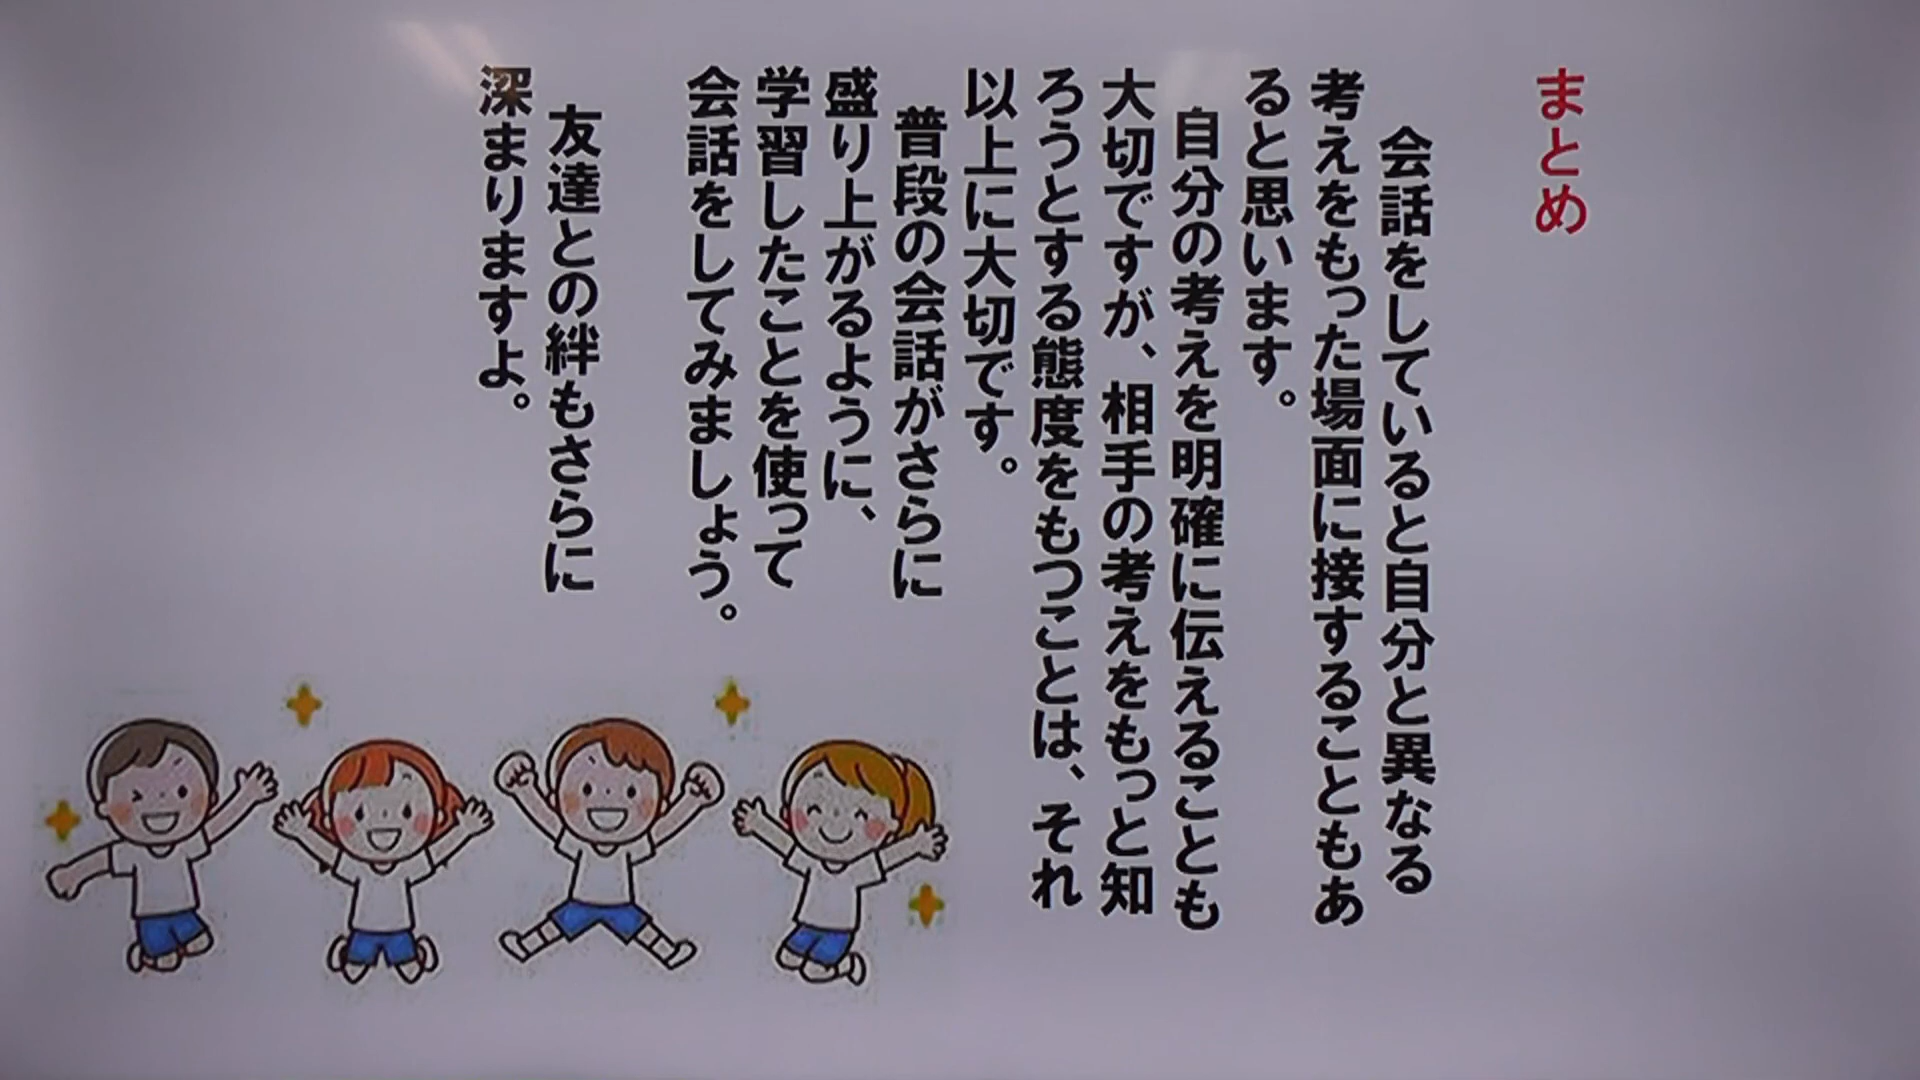 まとめ
会話をしていると自分と異なる
考えをもった場面に接することもあ
ると思います。
自分の考えを明確に伝えることも
大切ですが、相手の考えをもっと知
ろうとする態度をもつことは、それ
以上に大切です。
普段の会話がさらに
盛り上がるように、
学習したことを使って
会話をしてみましょう。
友達との絆もさらに
深まりますよ。